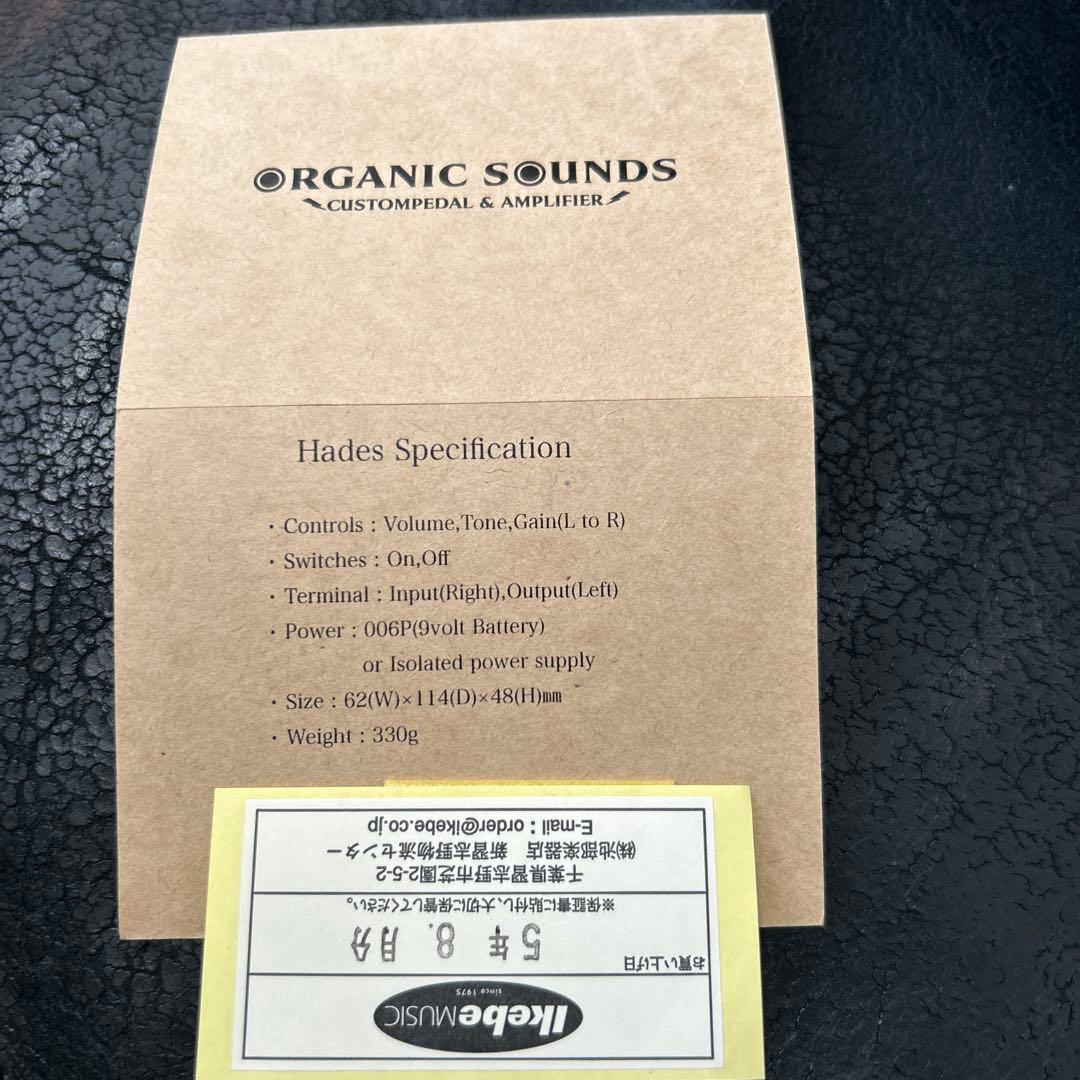 ORGANIC SOUNDS
CUSTOMPEDAL & AMPLIFIER
Hades Specification
・Controls : Volume,Tone,Gain(L to R)
・Switches : On,Off
・Terminal : Input(Right),Output(Left)
・Power : 006P(9volt Battery)
or Isolated power supply
・Size : 62(W)×114(D)×48(H)㎜
・Weight : 330g
Ikebe MUSIC
since 1975
お買い上げ日
5年 8.月分
※保証書に貼付し、大切に保管してください。
千葉県習志野市芝園2-5-2
㈱池部楽器店 新習志野物流センター
E-mail：order@ikebe.co.jp